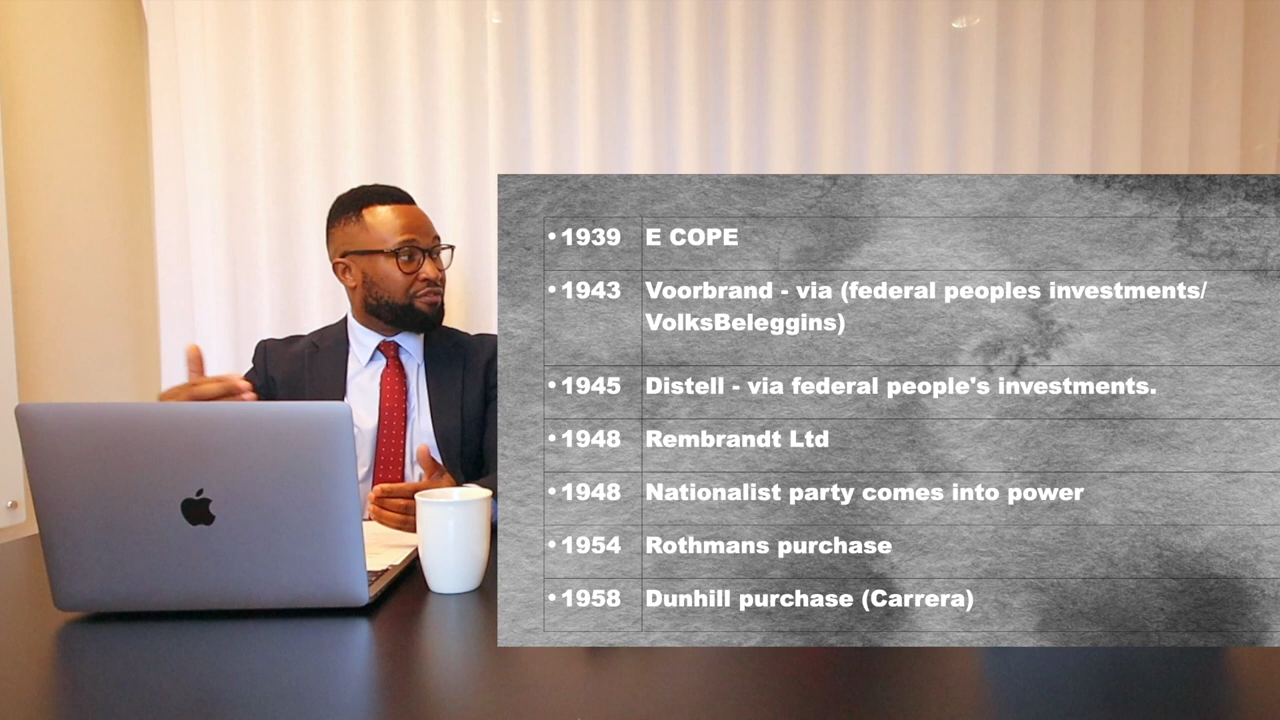 • 1939 E COPE
• 1943 Voorbrand - via (federal peoples investments/
VolksBeleggins)
• 1945 Distell - via federal people's investments.
• 1948 Rembrandt Ltd
• 1948 Nationalist party comes into power
• 1954 Rothmans purchase
• 1958 Dunhill purchase (Carrera)